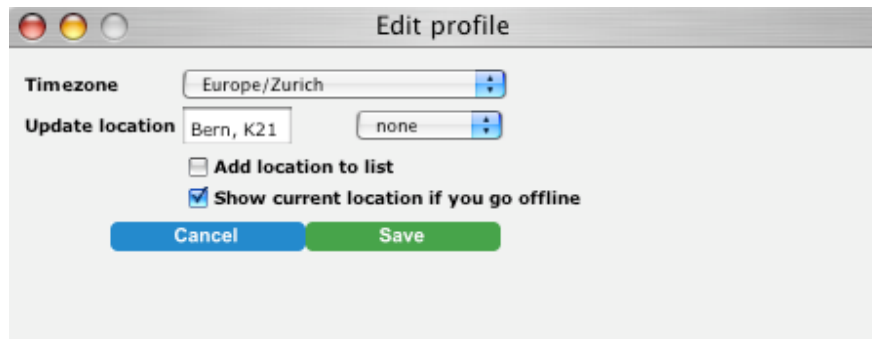 Edit profile
Timezone Europe/Zurich
Update location Bern, K21 none
Add location to list
Show current location if you go offline
Cancel Save